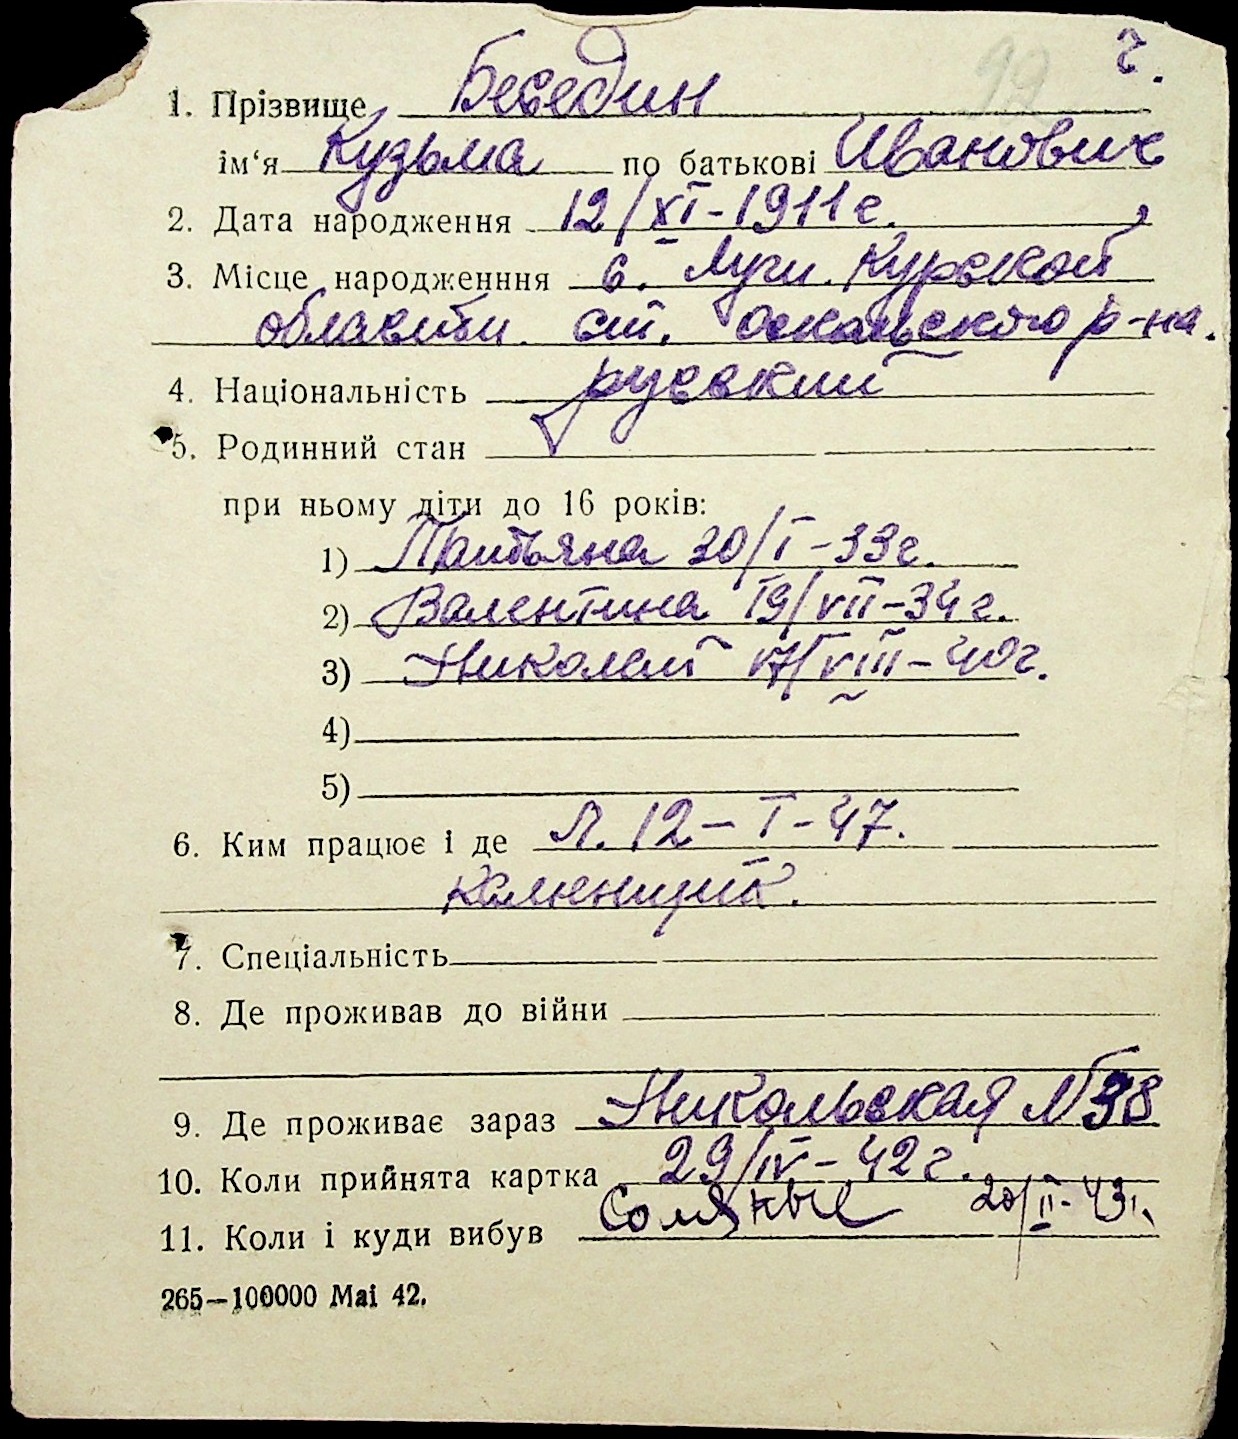 г.
1. Прізвище Беседин
ім‘я Кузьма по батькові Иванович
2. Дата народження 12/XI-1911г.
3. Місце народженння с. Луги. Курской
области. ст. Оскольского р-на.
4. Національність русский
5. Родинний стан
при ньому діти до 16 років:
1) Татьяна 20/I-33г.
2) Валентина 19/VII-34г.
3) Николай 17/VIII-40г.
4)
5)
6. Ким працює і де Л. 12-I-47.
Каменщик.
7. Спеціальність
8. Де проживав до війни
9. Де проживає зараз Никольская № 38
10. Коли прийнята картка 29/IV-42г.
11. Коли і куди вибув 20/II-43г.
265—100000 Mai 42.